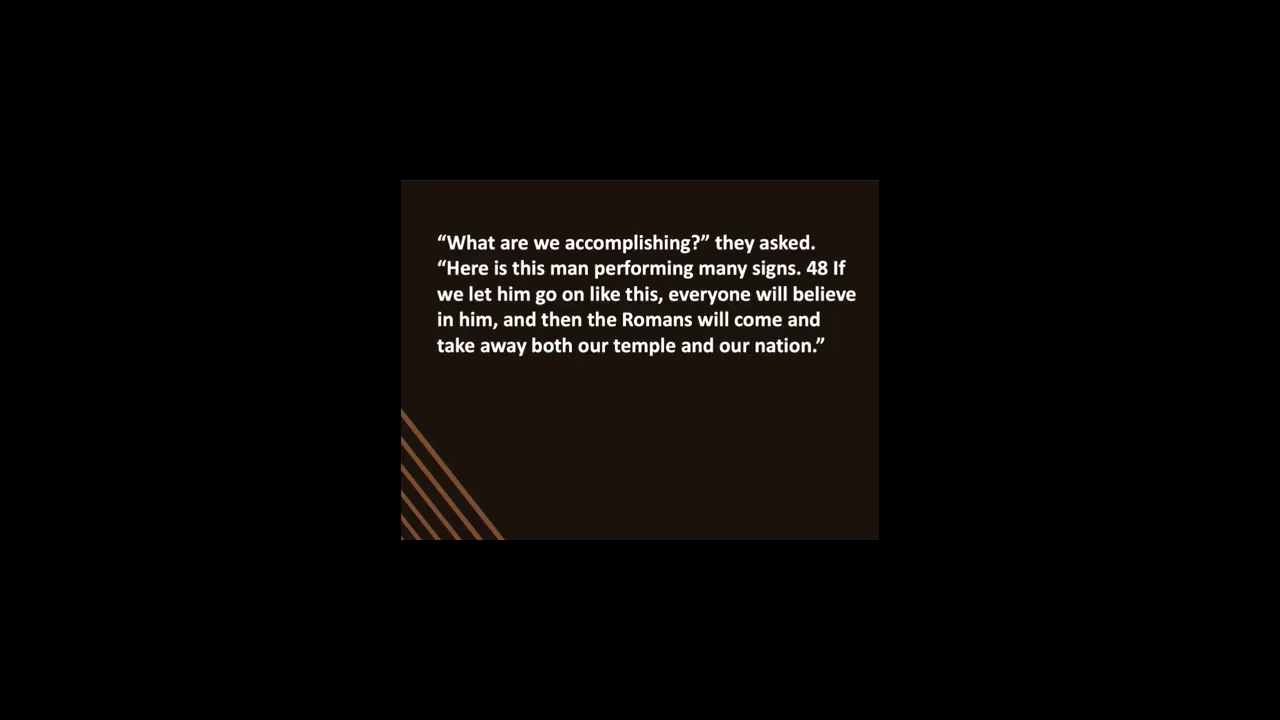 “What are we accomplishing?” they asked.
“Here is this man performing many signs. 48 If
we let him go on like this, everyone will believe
in him, and then the Romans will come and
take away both our temple and our nation.”